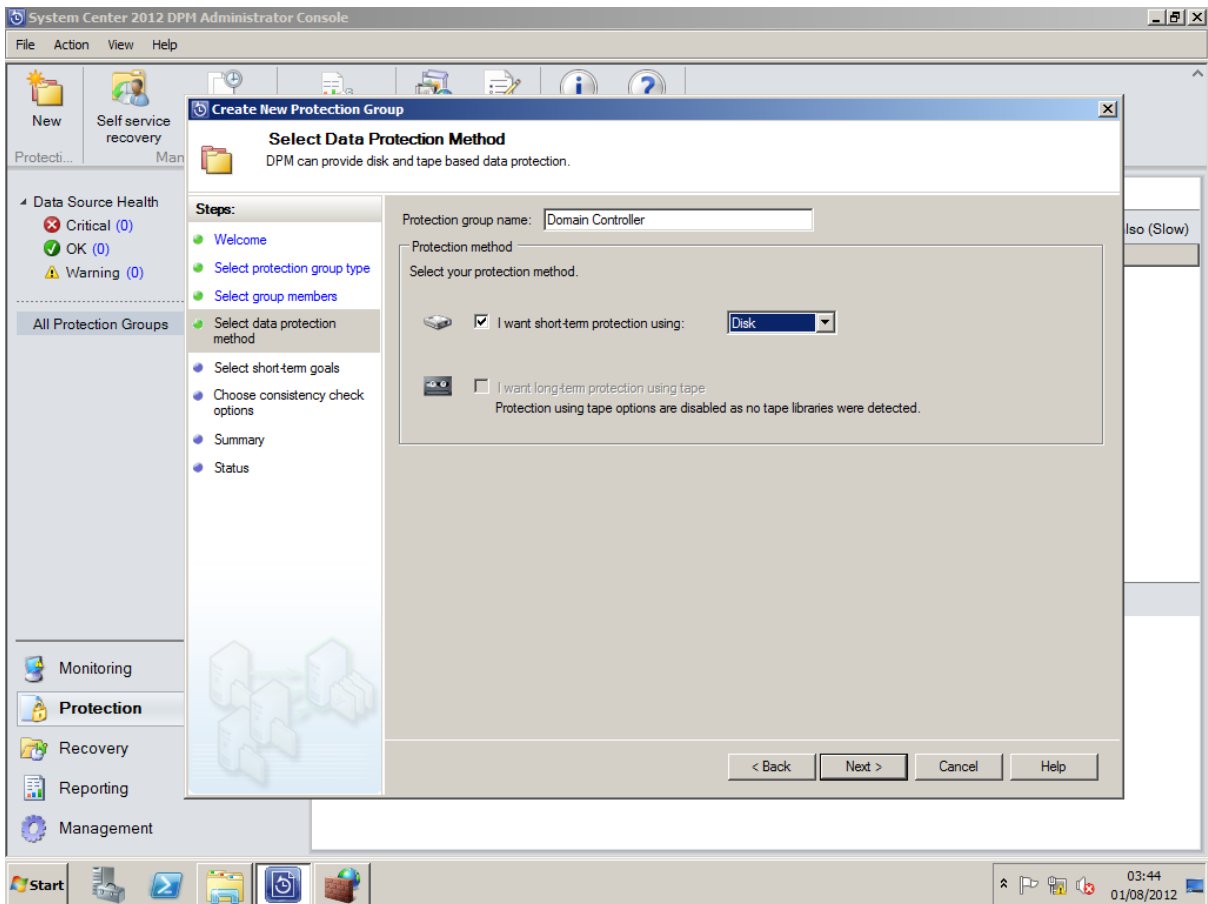 System Center 2012 DPM Administrator Console
File Action View Help
New
Self service
recovery
Protecti...
Man
Create New Protection Group
Select Data Protection Method
DPM can provide disk and tape based data protection.
Data Source Health
Critical (0)
OK (0)
Warning (0)
All Protection Groups
Steps:
Welcome
Select protection group type
Select group members
Select data protection
method
Select short-term goals
Choose consistency check
options
Summary
Status
Protection group name: Domain Controller
Protection method
Select your protection method.
I want short-term protection using: Disk
I want long-term protection using tape
Protection using tape options are disabled as no tape libraries were detected.
lso (Slow)
< Back Next > Cancel Help
Monitoring
Protection
Recovery
Reporting
Management
Start
03:44
01/08/2012